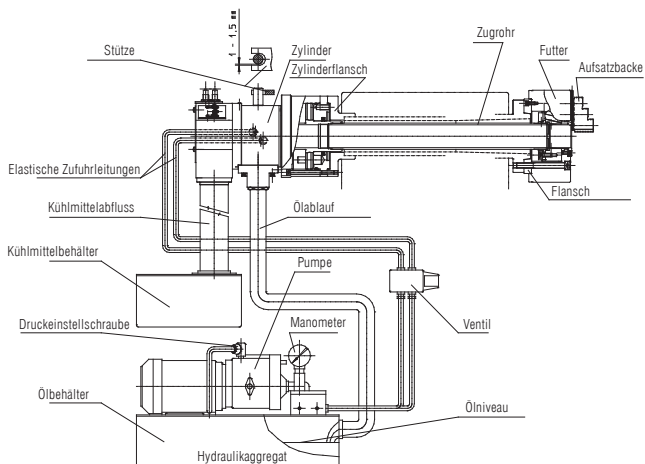 1 - 1.5 mm
Stütze
Zylinder
Zylinderflansch
Zugrohr
Futter
Aufsatzbacke
Elastische Zufuhrleitungen
Flansch
Kühlmittelabfluss
Ölablauf
Kühlmittelbehälter
Pumpe
Ventil
Druckeinstellschraube
Manometer
Ölbehälter
Ölniveau
Hydraulikaggregat